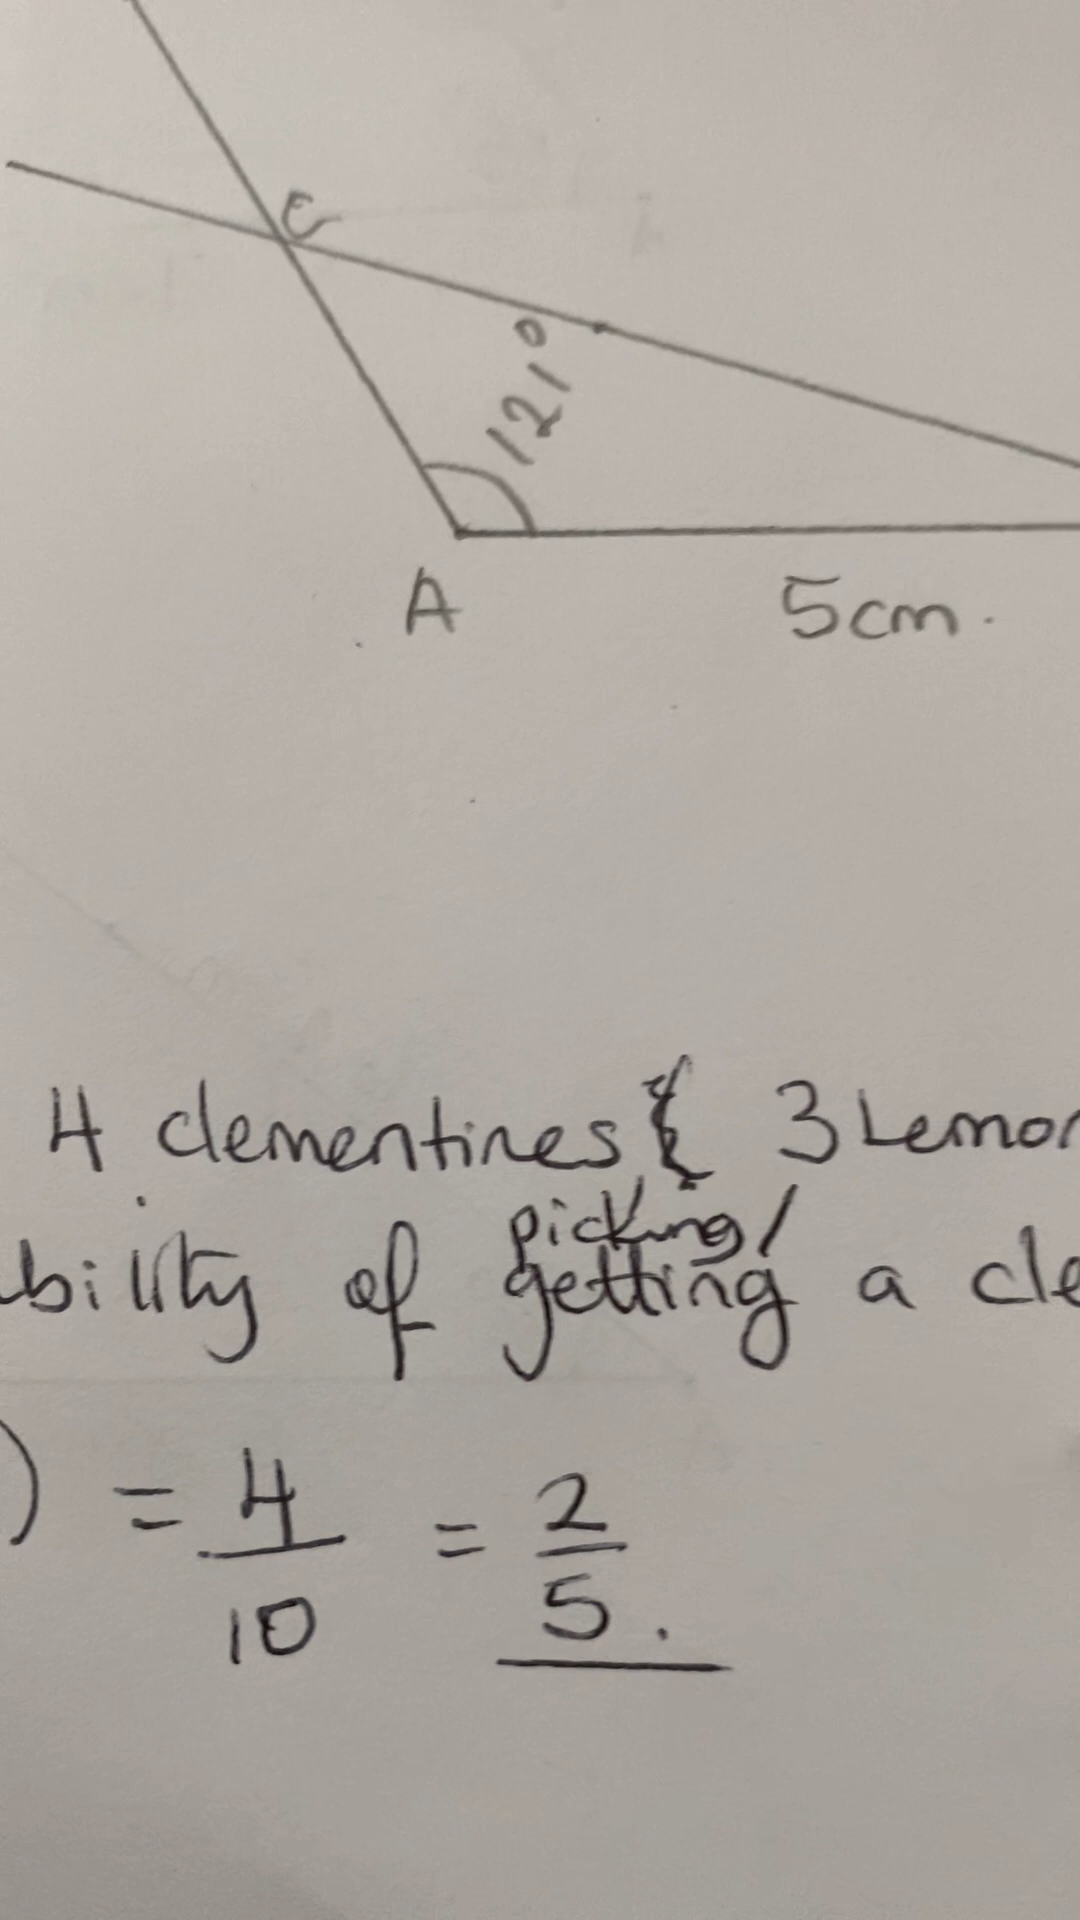 C
121°
A
5cm.
4 clementines & 3 Lemon
bility of picking/
getting a cle
) = 4/10 = 2/5.